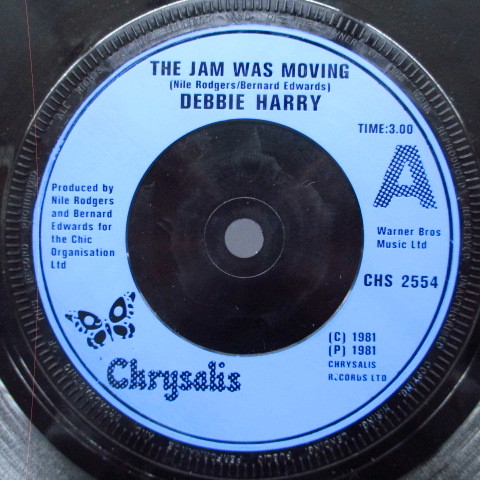 THE JAM WAS MOVING
(Nile Rodgers/Bernard Edwards)
DEBBIE HARRY
TIME:3.00
A
Produced by
Nile Rodgers
and Bernard
Edwards for
the Chic
Organisation
Ltd
Warner Bros
Music Ltd
CHS 2554
Chrysalis
(C) 1981
(P) 1981
CHRYSALIS
RECORDS LTD